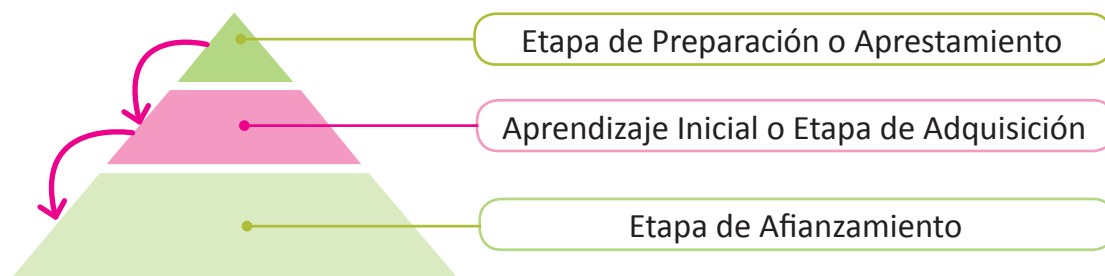 Etapa de Preparación o Aprestamiento
Aprendizaje Inicial o Etapa de Adquisición
Etapa de Afianzamiento